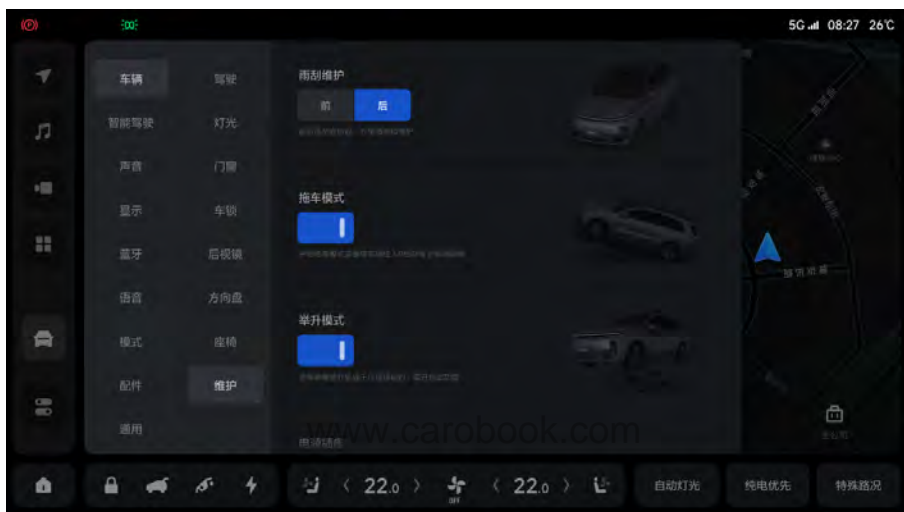 5G 08:27 26℃
车辆 驾驶
智能驾驶 灯光
声音 门窗
显示 车锁
蓝牙 后视镜
语音 方向盘
模式 座椅
配件 维护
通用
雨刮维护
前 后
拖车模式
举升模式
www.carobook.com
22.0 OFF 22.0
自动灯光 纯电优先 特殊路况